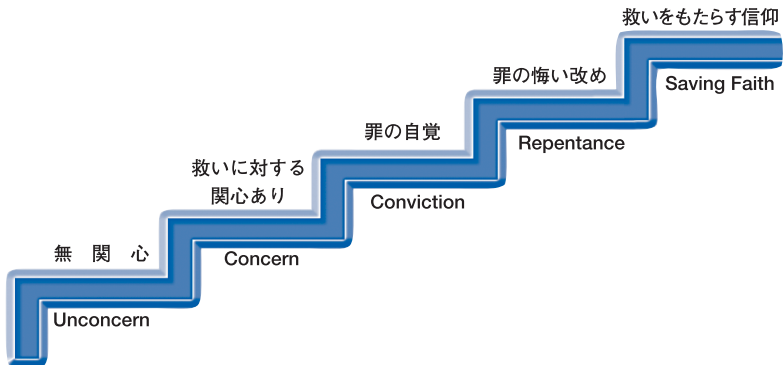 救いをもたらす信仰
Saving Faith
罪の悔い改め
Repentance
罪の自覚
Conviction
救いに対する
関心あり
Concern
無 関 心
Unconcern